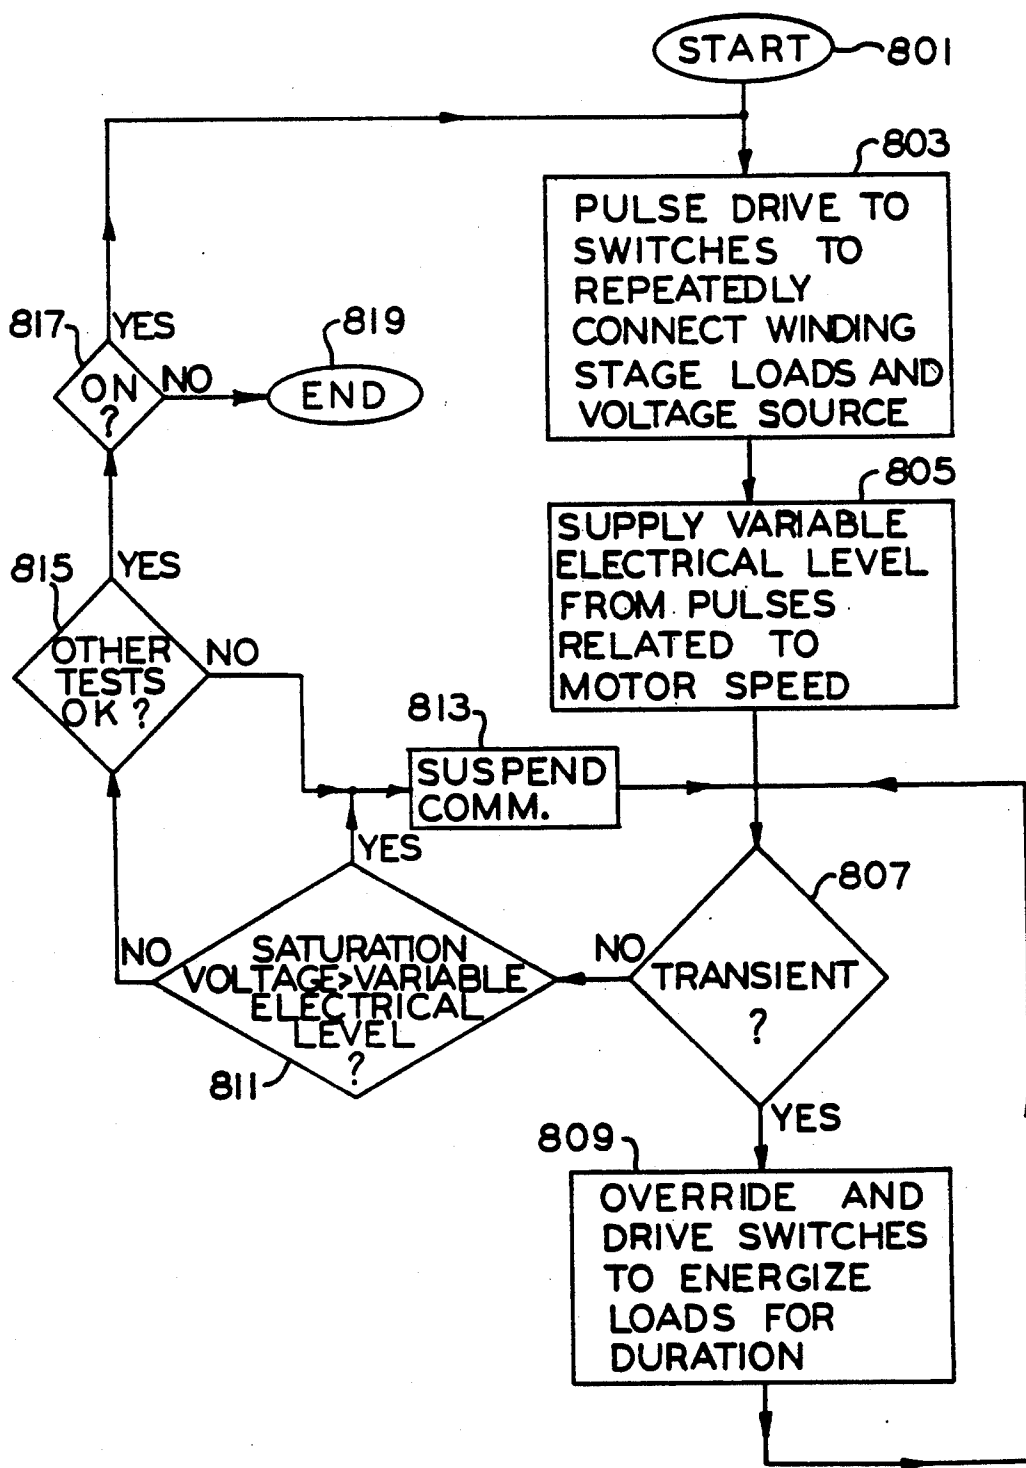 START
801
803
PULSE DRIVE TO
SWITCHES TO
REPEATEDLY
CONNECT WINDING
STAGE LOADS AND
VOLTAGE SOURCE
805
SUPPLY VARIABLE
ELECTRICAL LEVEL
FROM PULSES
RELATED TO
MOTOR SPEED
817
YES
ON
?
NO
819
END
815
YES
OTHER
TESTS
OK ?
NO
813
SUSPEND
COMM.
YES
807
NO
TRANSIENT
?
YES
NO
SATURATION
VOLTAGE>VARIABLE
ELECTRICAL
LEVEL
?
811
809
OVERRIDE AND
DRIVE SWITCHES
TO ENERGIZE
LOADS FOR
DURATION